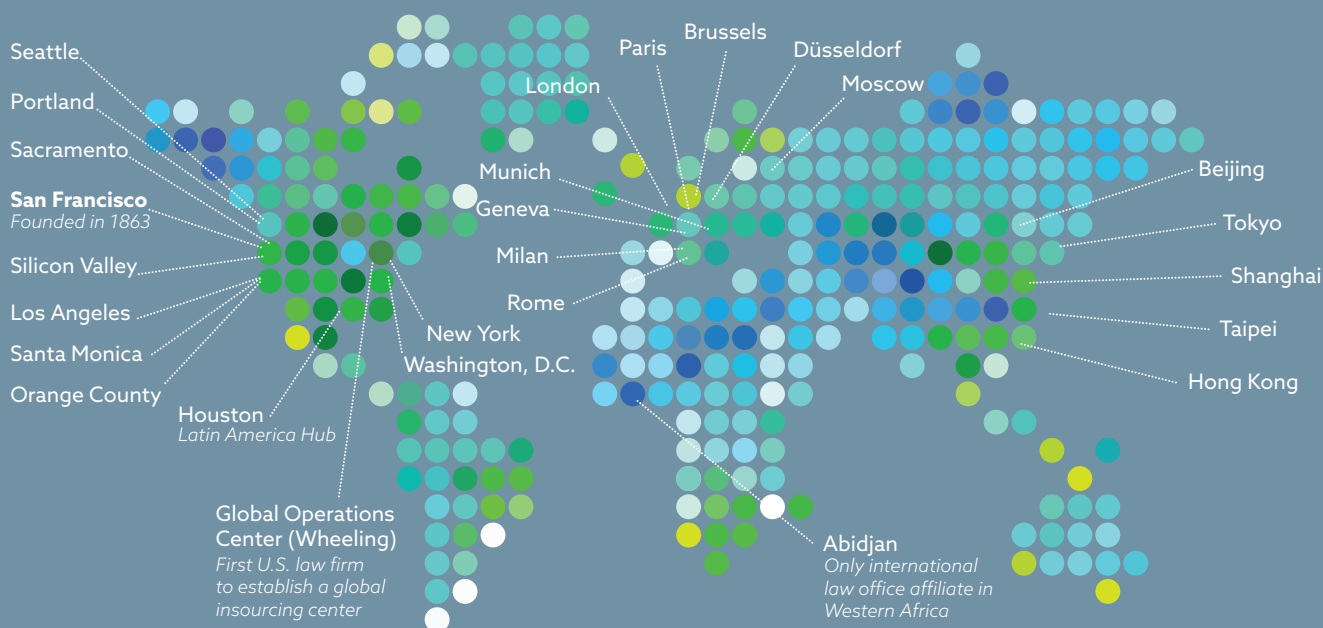 Seattle
Portland
Sacramento
San Francisco
Founded in 1863
Silicon Valley
Los Angeles
Santa Monica
Orange County
Houston
Latin America Hub
Global Operations
Center (Wheeling)
First U.S. law firm
to establish a global
insourcing center
New York
Washington, D.C.
London
Paris
Brussels
Düsseldorf
Moscow
Munich
Geneva
Milan
Rome
Abidjan
Only international
law office affiliate in
Western Africa
Beijing
Tokyo
Shanghai
Taipei
Hong Kong